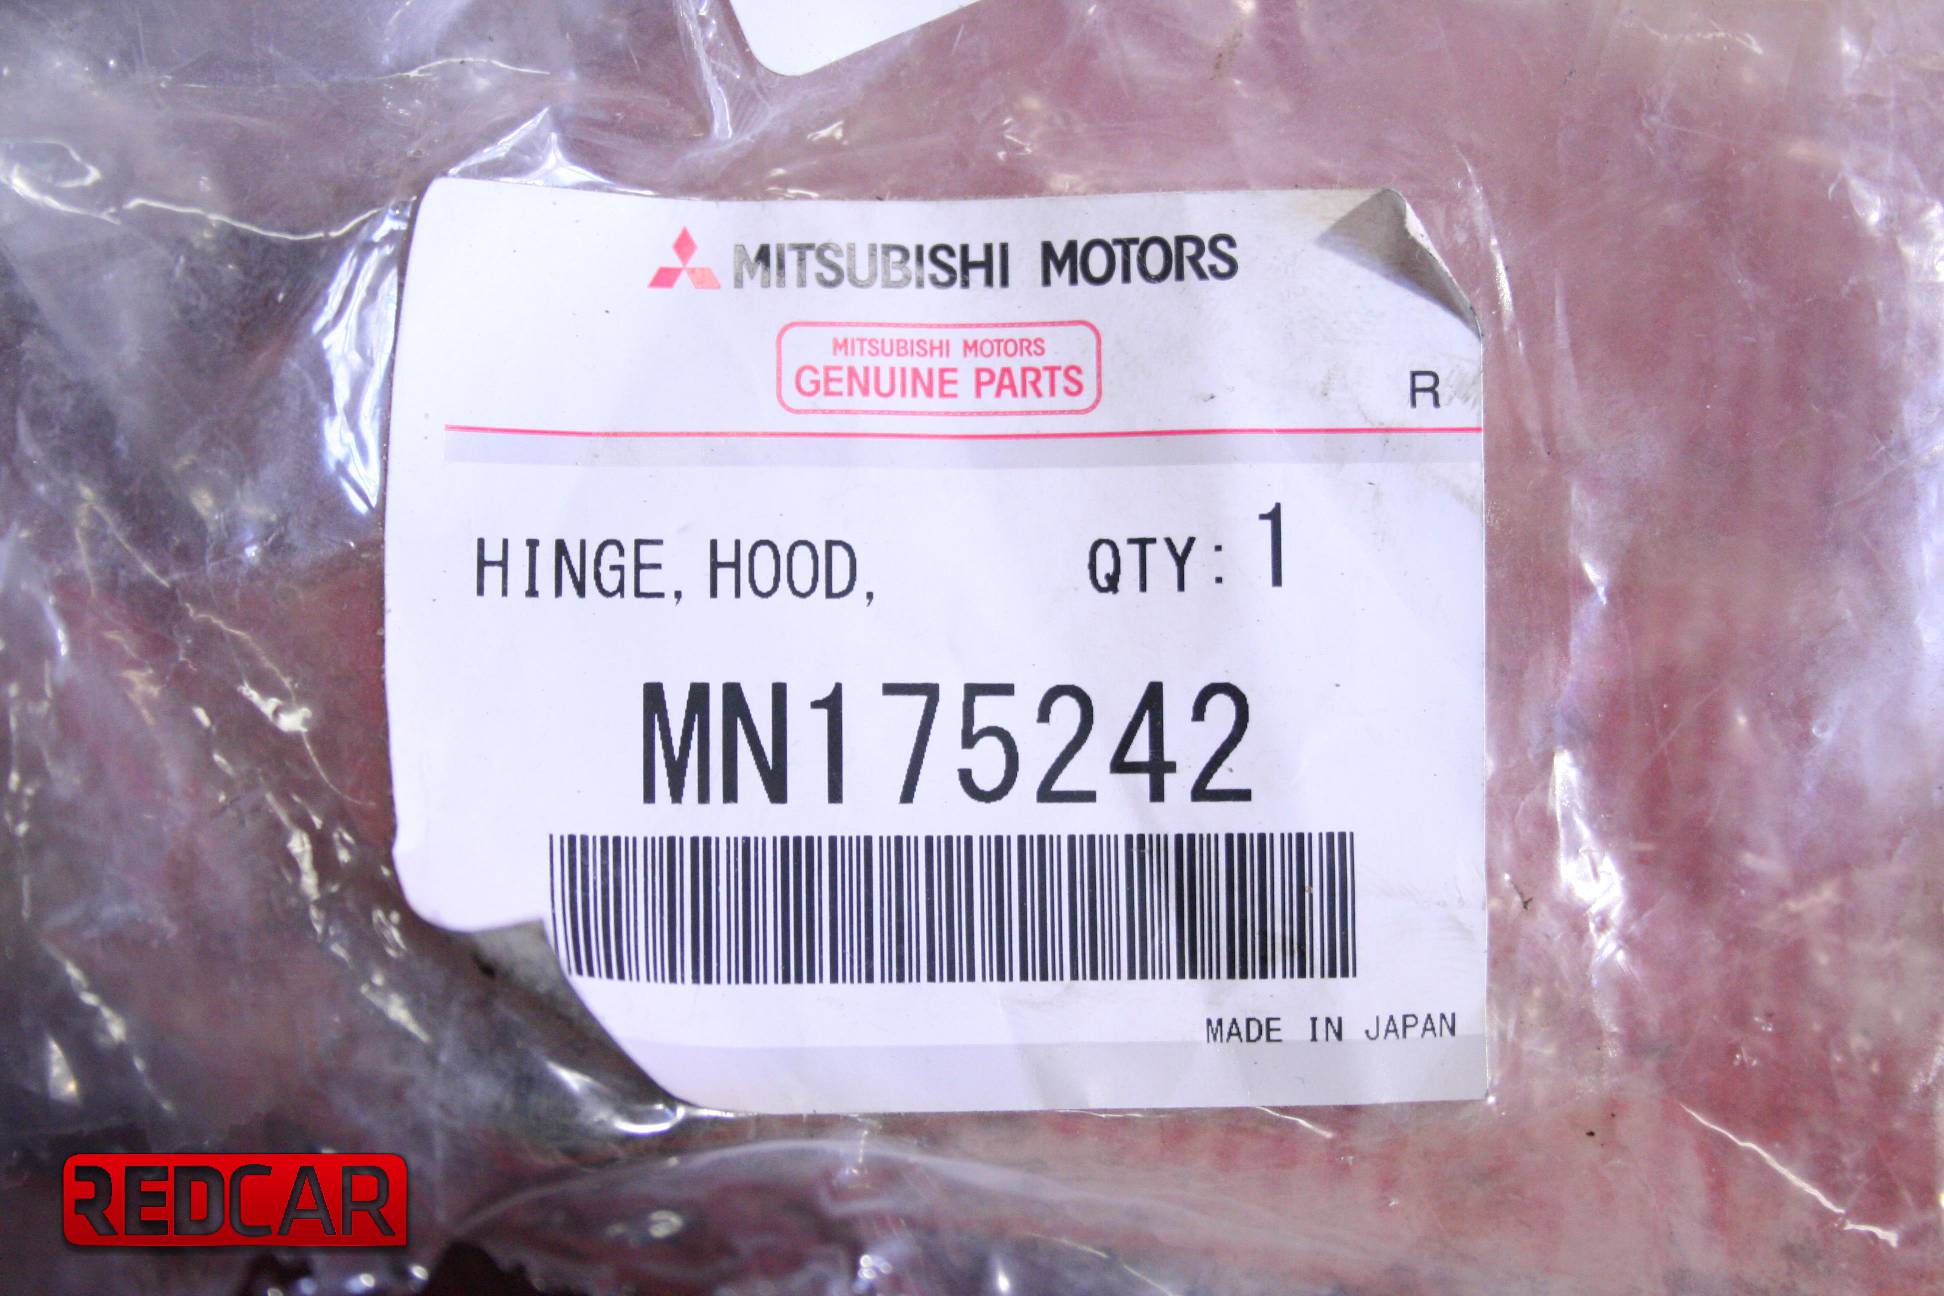 MITSUBISHI MOTORS
MITSUBISHI MOTORS
GENUINE PARTS
R
HINGE, HOOD, QTY: 1
MN175242
MADE IN JAPAN
REDCAR